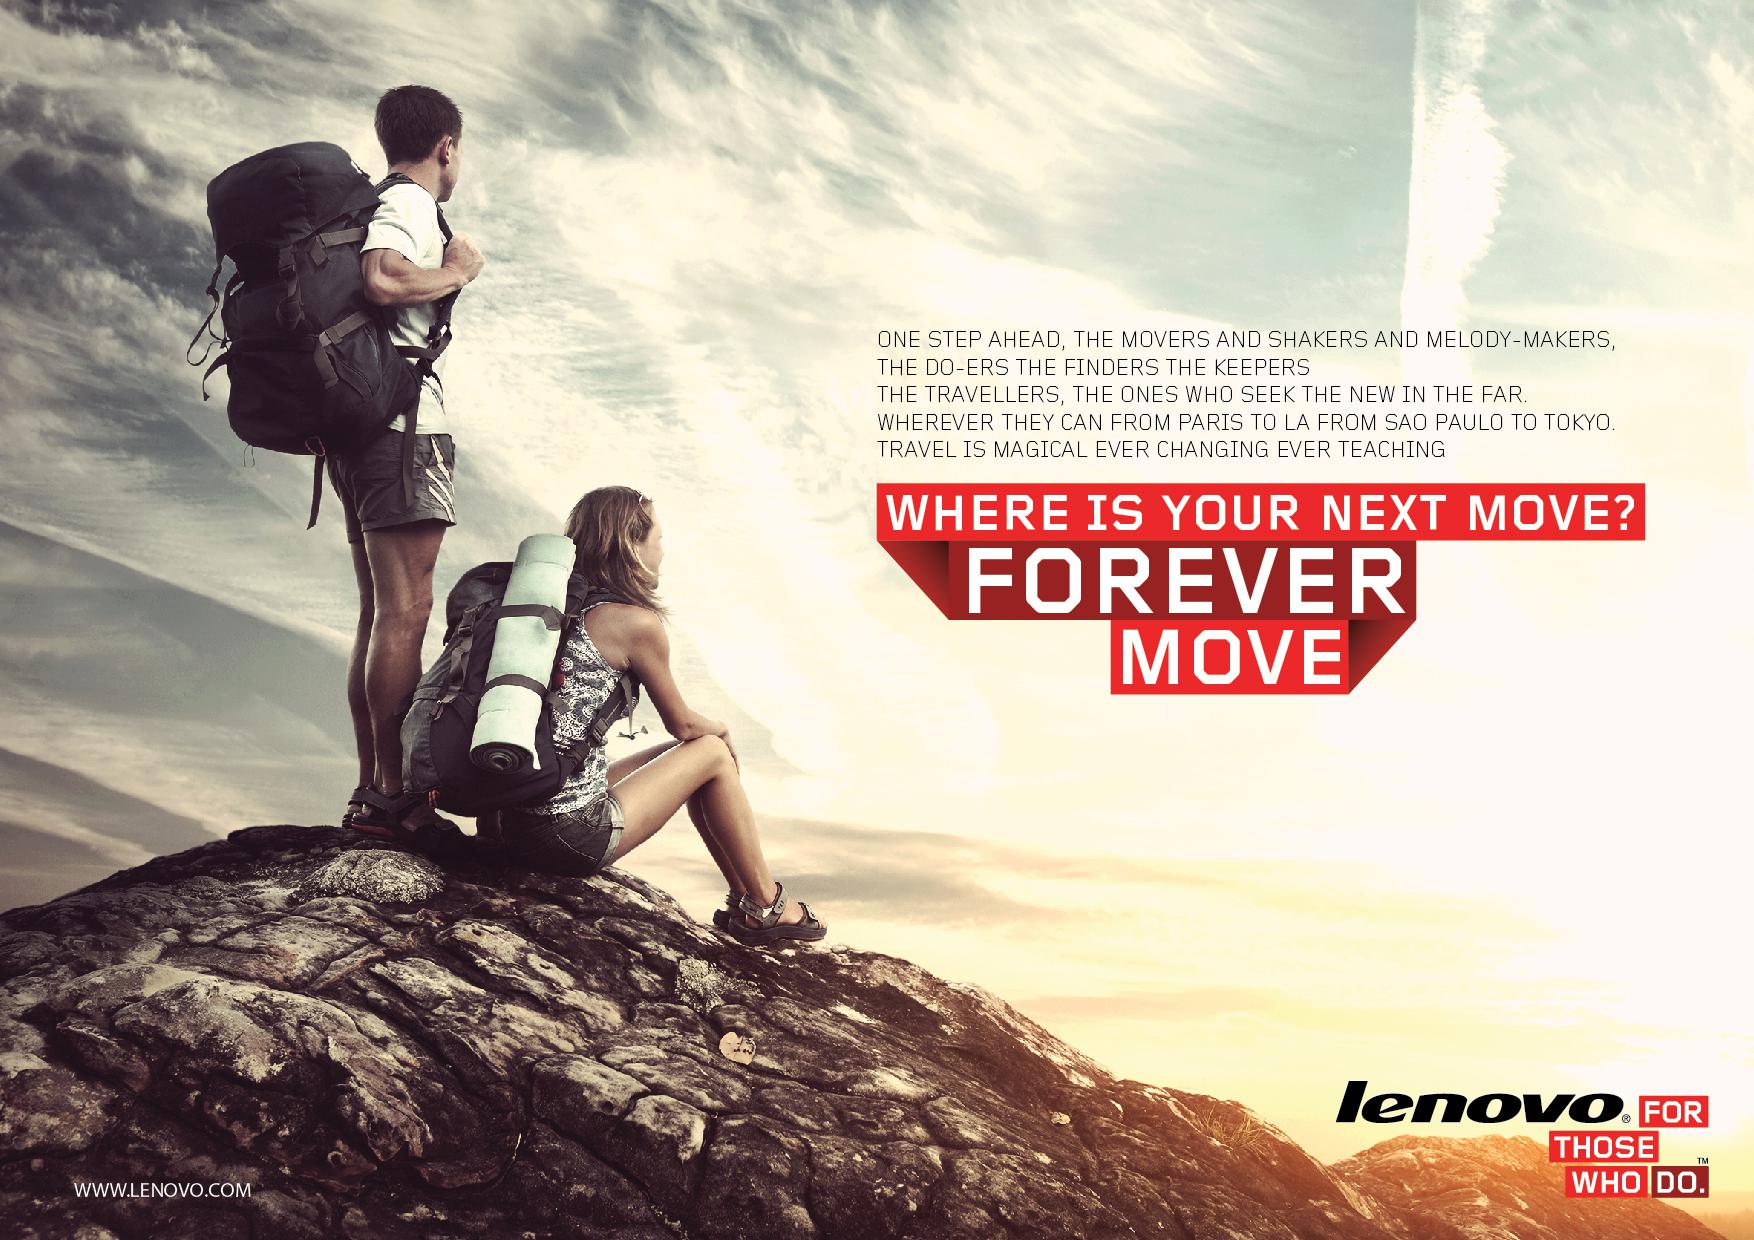 ONE STEP AHEAD, THE MOVERS AND SHAKERS AND MELODY-MAKERS,
THE DO-ERS THE FINDERS THE KEEPERS
THE TRAVELLERS, THE ONES WHO SEEK THE NEW IN THE FAR.
WHEREVER THEY CAN FROM PARIS TO LA FROM SAO PAULO TO TOKYO.
TRAVEL IS MAGICAL EVER CHANGING EVER TEACHING
WHERE IS YOUR NEXT MOVE?
FOREVER
MOVE
lenovo® FOR
THOSE
WHO DO.™
WWW.LENOVO.COM